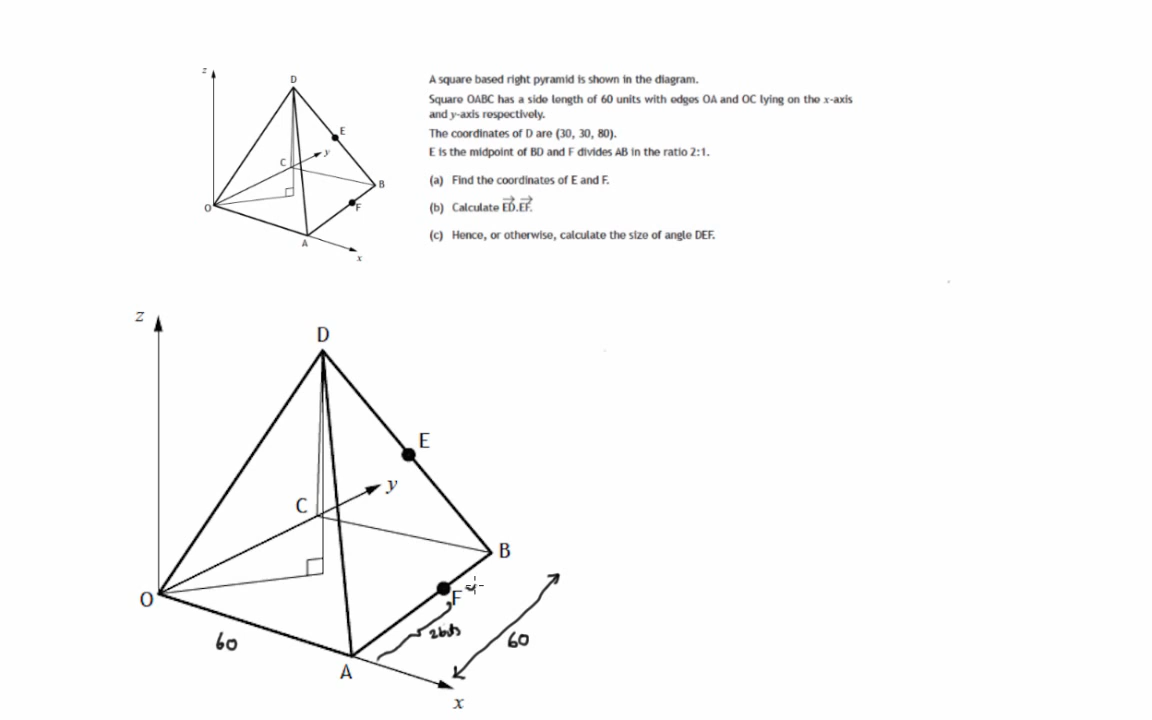 z
D
E
y
C
B
O
F
A
x
A square based right pyramid is shown in the diagram.
Square OABC has a side length of 60 units with edges OA and OC lying on the x-axis
and y-axis respectively.
The coordinates of D are (30, 30, 80).
E is the midpoint of BD and F divides AB in the ratio 2:1.
(a) Find the coordinates of E and F.
(b) Calculate ED.EF.
(c) Hence, or otherwise, calculate the size of angle DEF.
z
D
E
y
C
B
O
F
2bits
60
60
A
x